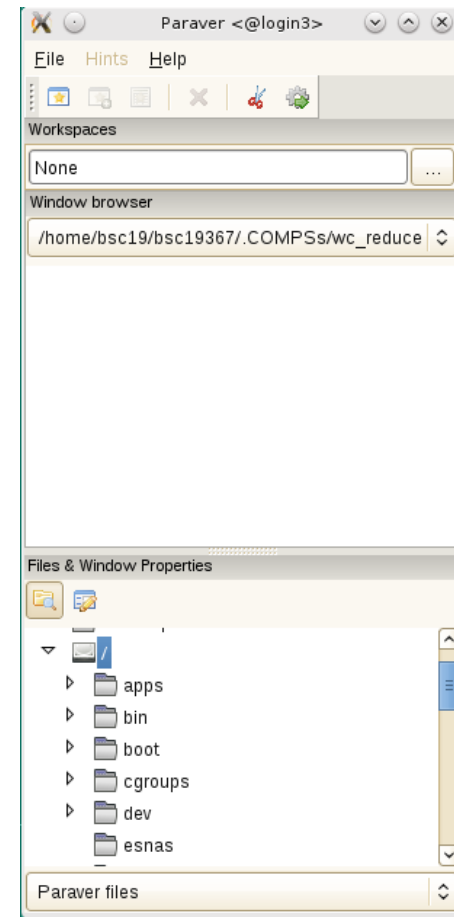 Paraver <@login3>
File Hints Help
Workspaces
None
...
Window browser
/home/bsc19/bsc19367/.COMPSs/wc_reduce
Files & Window Properties
/
apps
bin
boot
cgroups
dev
esnas
Paraver files